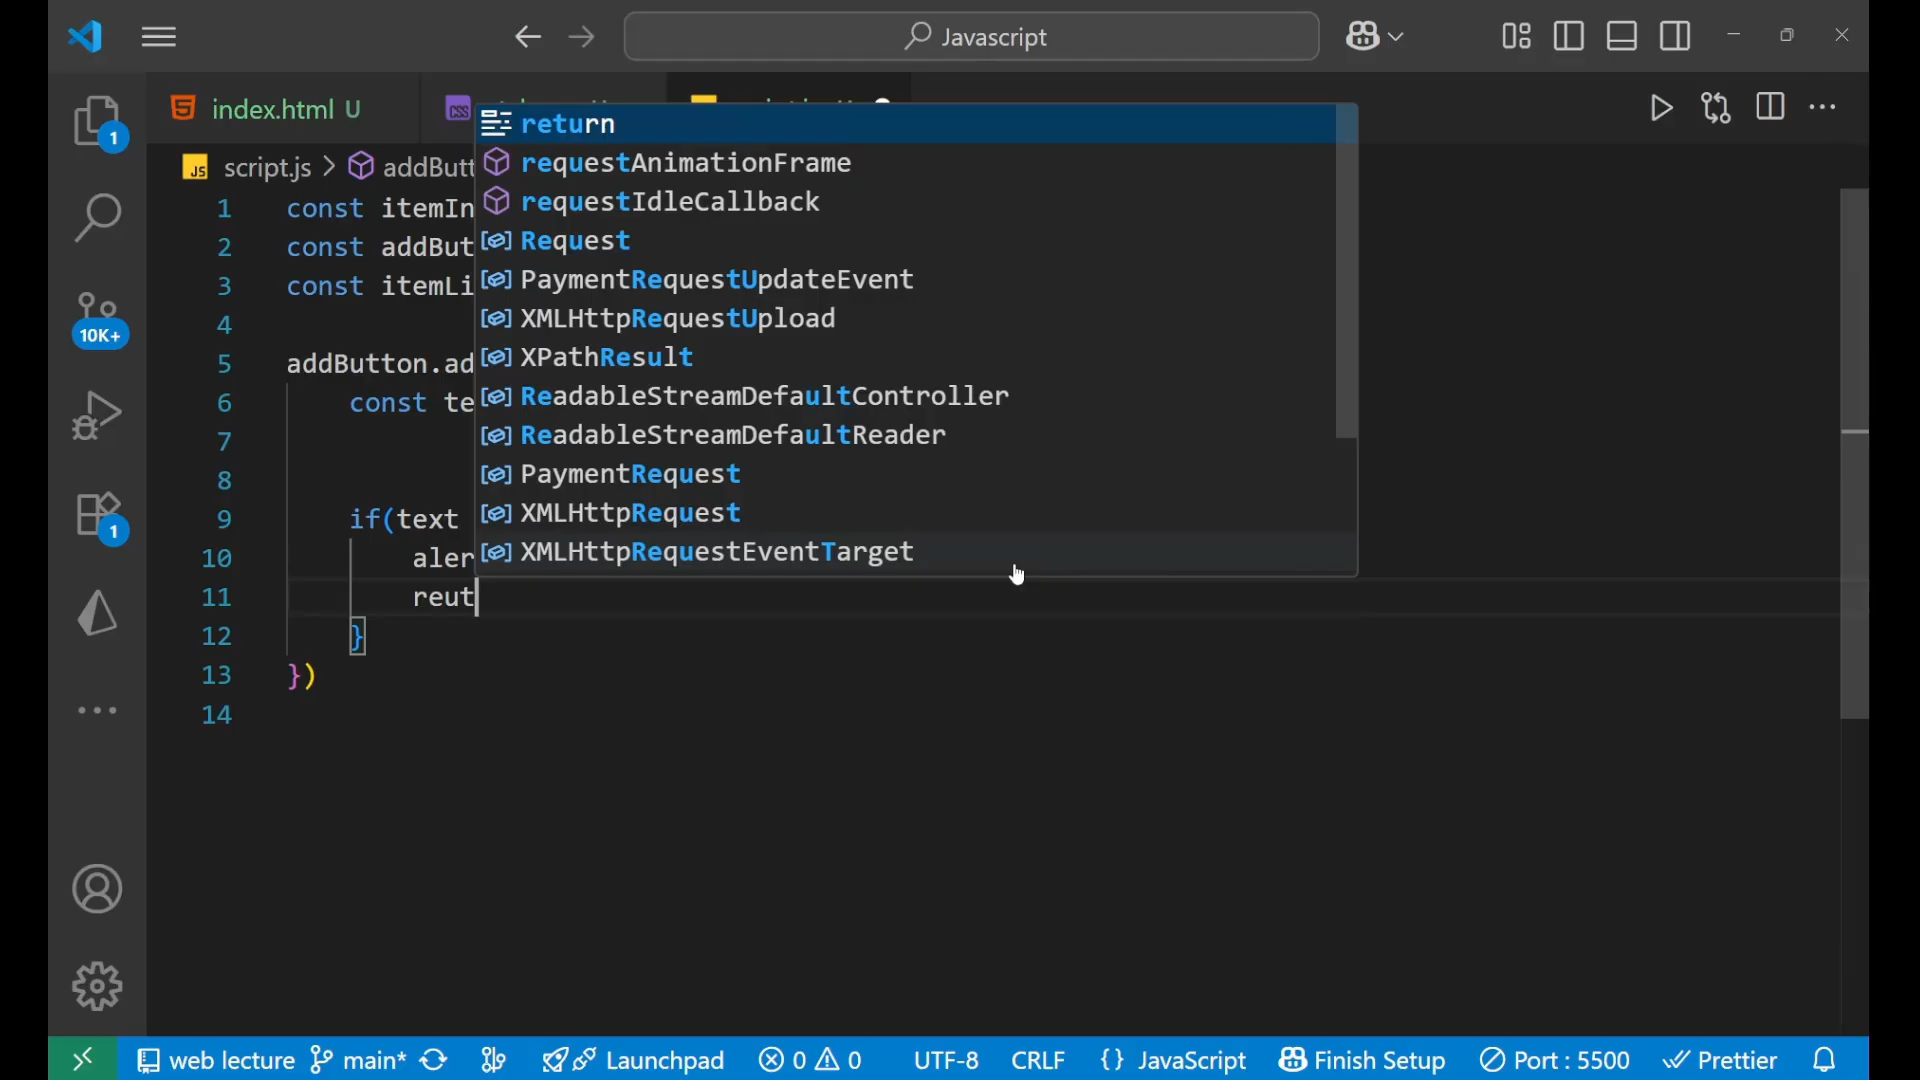 Javascript
index.html U
JS script.js > addButt
1 const itemIn
2 const addBut
3 const itemLi
4
5 addButton.ad
6 const te
7
8
9 if(text
10 aler
11 reut
12 }
13 })
14
return
requestAnimationFrame
requestIdleCallback
Request
PaymentRequestUpdateEvent
XMLHttpRequestUpload
XPathResult
ReadableStreamDefaultController
ReadableStreamDefaultReader
PaymentRequest
XMLHttpRequest
XMLHttpRequestEventTarget
1
10K+
1
web lecture main* Launchpad 0 0 UTF-8 CRLF {} JavaScript Finish Setup Port : 5500 Prettier